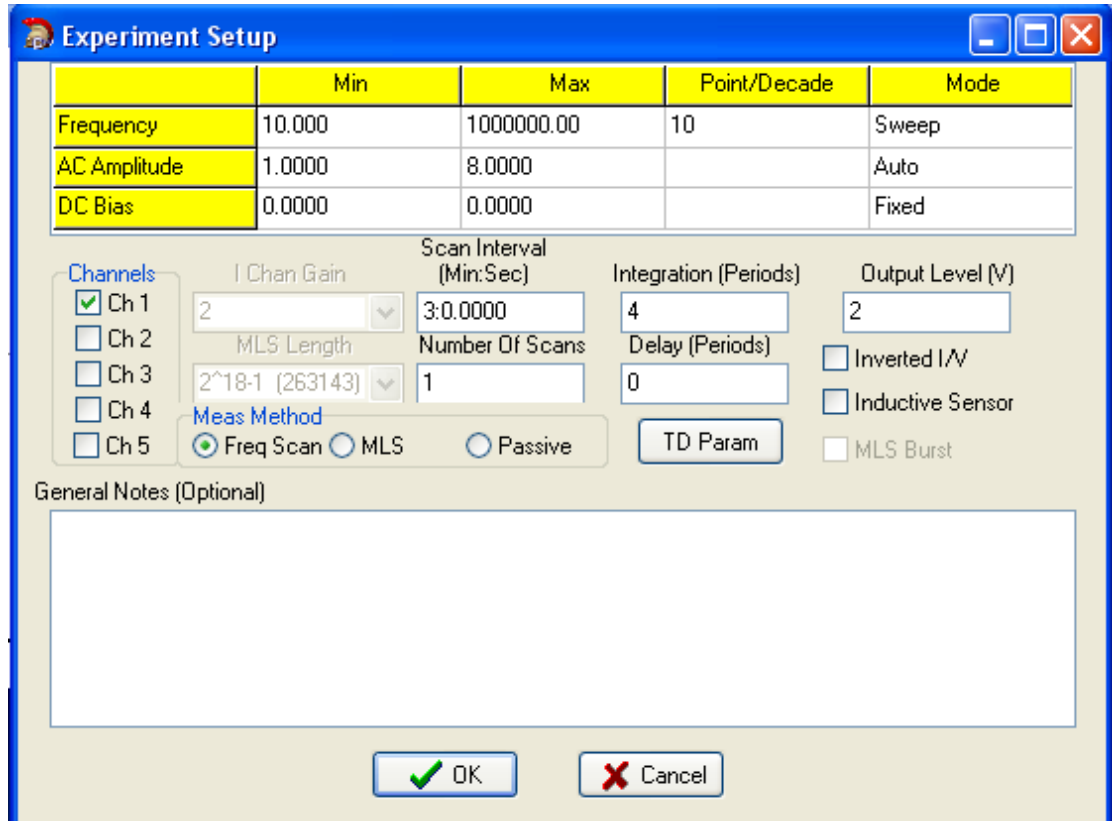 Experiment Setup
Min Max Point/Decade Mode
Frequency 10.000 1000000.00 10 Sweep
AC Amplitude 1.0000 8.0000 Auto
DC Bias 0.0000 0.0000 Fixed
Channels
Ch 1
Ch 2
Ch 3
Ch 4
Ch 5
I Chan Gain
2
MLS Length
2^18-1 (263143)
Scan Interval
(Min:Sec)
3:0.0000
Number Of Scans
1
Integration (Periods)
4
Delay (Periods)
0
Output Level (V)
2
Inverted I/V
Inductive Sensor
MLS Burst
Meas Method
Freq Scan MLS Passive
TD Param
General Notes (Optional)
OK Cancel